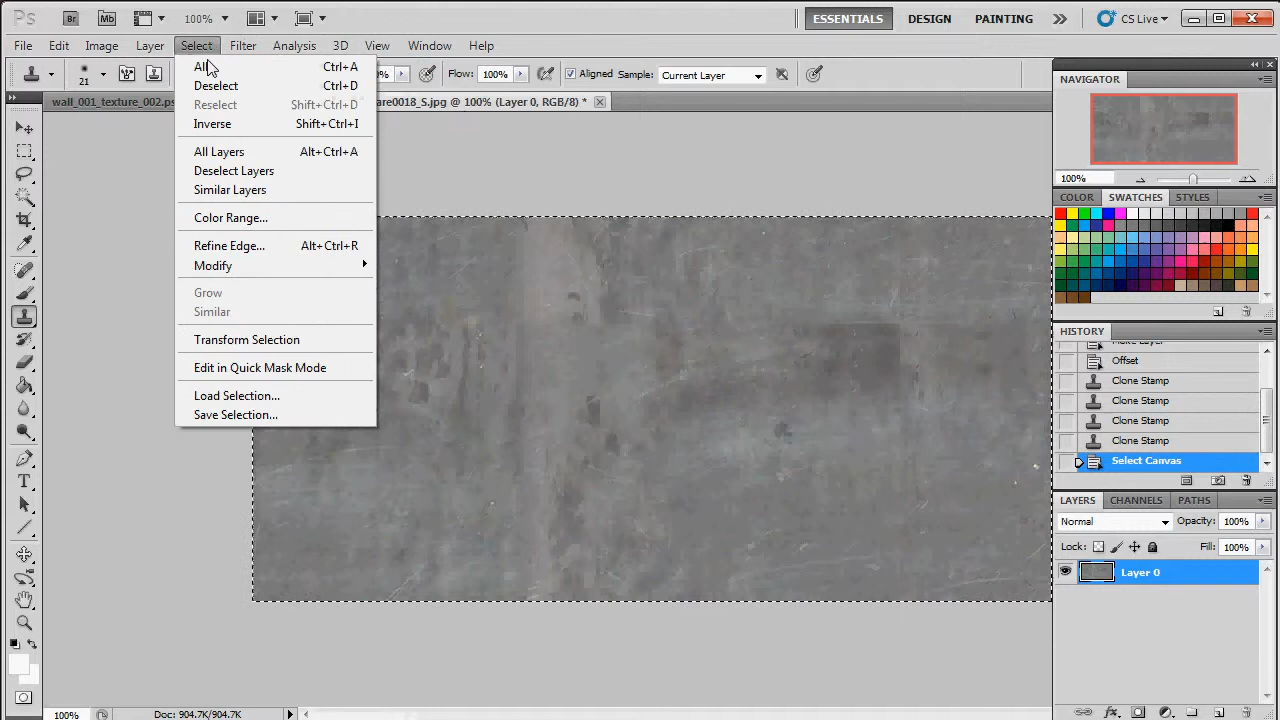 Ps Br Mb 100% ESSENTIALS DESIGN PAINTING CS Live
File Edit Image Layer Select Filter Analysis 3D View Window Help
21 % Flow: 100% Aligned Sample: Current Layer
wall_001_texture_002.ps are0018_S.jpg @ 100% (Layer 0, RGB/8) *
All Ctrl+A
Deselect Ctrl+D
Reselect Shift+Ctrl+D
Inverse Shift+Ctrl+I
All Layers Alt+Ctrl+A
Deselect Layers
Similar Layers
Color Range...
Refine Edge... Alt+Ctrl+R
Modify
Grow
Similar
Transform Selection
Edit in Quick Mask Mode
Load Selection...
Save Selection...
NAVIGATOR
100%
COLOR SWATCHES STYLES
HISTORY
Make Layer
Offset
Clone Stamp
Clone Stamp
Clone Stamp
Clone Stamp
Select Canvas
LAYERS CHANNELS PATHS
Normal Opacity: 100%
Lock: Fill: 100%
Layer 0
100% Doc: 904.7K/904.7K